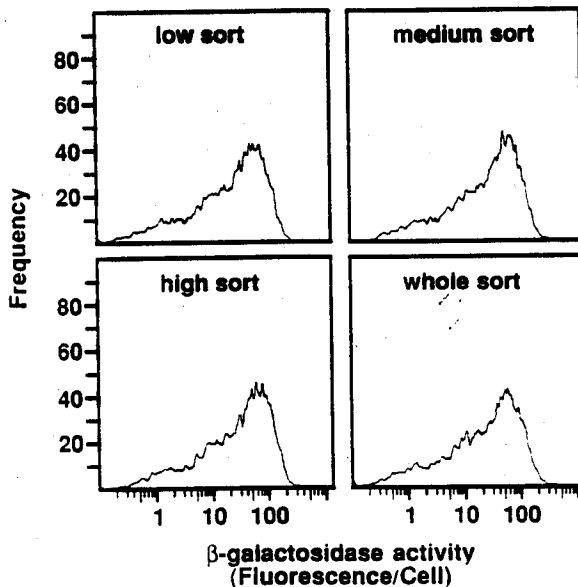 low sort
medium sort
80
60
40
20
high sort
whole sort
80
60
40
20
Frequency
1 10 100
1 10 100
β-galactosidase activity
(Fluorescence/Cell)